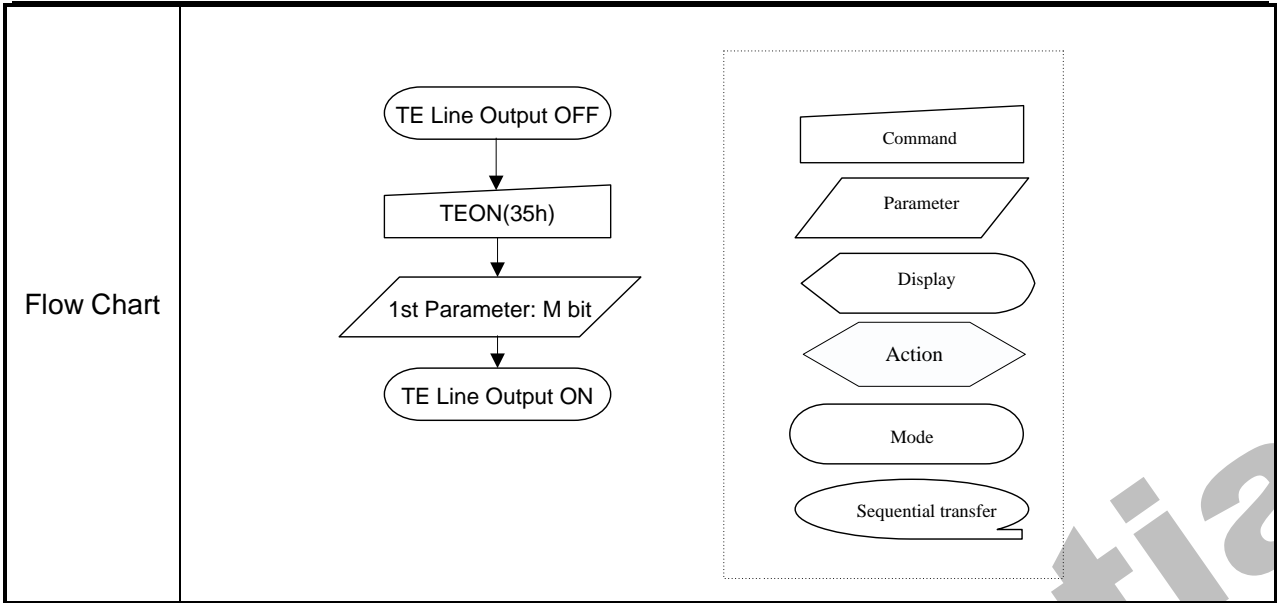 Flow Chart
TE Line Output OFF
TEON(35h)
1st Parameter: M bit
TE Line Output ON
Command
Parameter
Display
Action
Mode
Sequential transfer